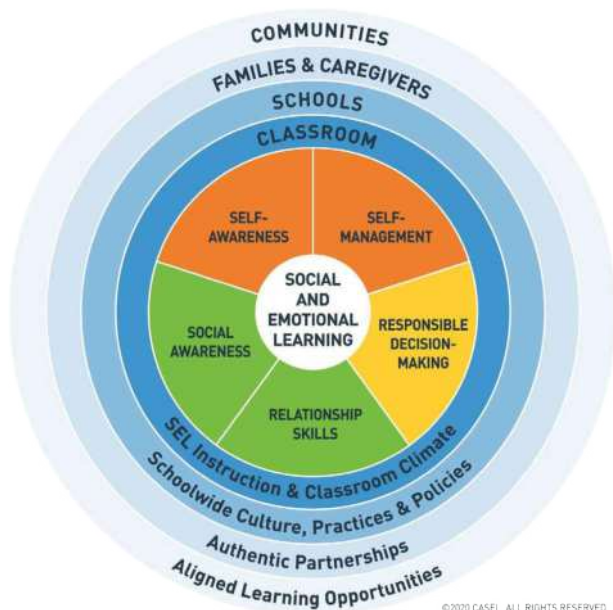 COMMUNITIES
FAMILIES & CAREGIVERS
SCHOOLS
CLASSROOM
SELF-
AWARENESS
SELF-
MANAGEMENT
SOCIAL
AND
EMOTIONAL
LEARNING
SOCIAL
AWARENESS
RESPONSIBLE
DECISION-
MAKING
RELATIONSHIP
SKILLS
SEL Instruction & Classroom Climate
Schoolwide Culture, Practices & Policies
Authentic Partnerships
Aligned Learning Opportunities
©2020 CASEL. ALL RIGHTS RESERVED.